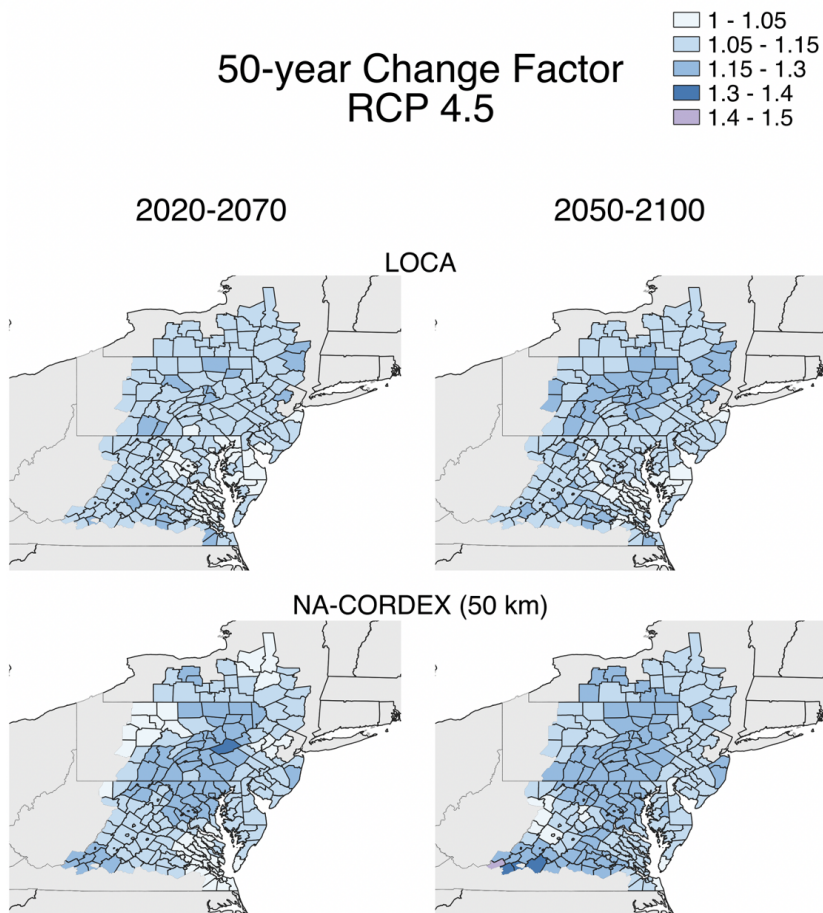 1 - 1.05
1.05 - 1.15
1.15 - 1.3
1.3 - 1.4
1.4 - 1.5
50-year Change Factor
RCP 4.5
2020-2070
2050-2100
LOCA
NA-CORDEX (50 km)